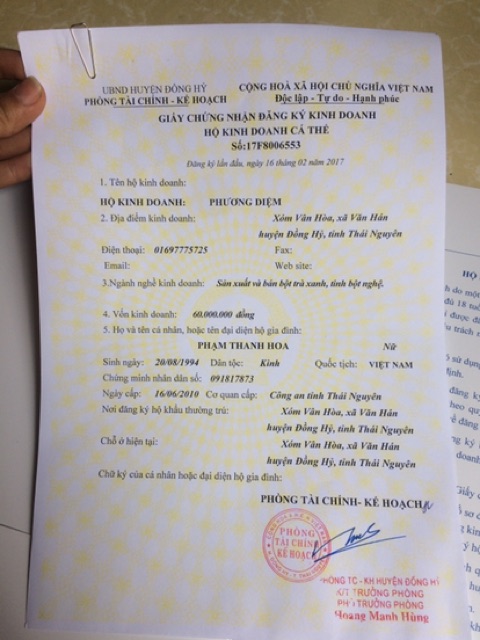 UBND HUYỆN ĐỒNG HỶ
PHÒNG TÀI CHÍNH - KẾ HOẠCH
CỘNG HOÀ XÃ HỘI CHỦ NGHĨA VIỆT NAM
Độc lập - Tự do - Hạnh phúc
GIẤY CHỨNG NHẬN ĐĂNG KÝ KINH DOANH
HỘ KINH DOANH CÁ THỂ
Số:17F8006553
Đăng ký lần đầu, ngày 16 tháng 02 năm 2017
1. Tên hộ kinh doanh:
HỘ KINH DOANH: PHƯƠNG DIỆM
2. Địa điểm kinh doanh: Xóm Vân Hòa, xã Văn Hán
huyện Đồng Hỷ, tỉnh Thái Nguyên
Điện thoại: 01697775725 Fax:
Email: Web site:
3.Ngành nghề kinh doanh: Sản xuất và bán bột trà xanh, tinh bột nghệ.
4. Vốn kinh doanh: 60.000.000 đồng
5. Họ và tên cá nhân, hoặc tên đại diện hộ gia đình:
PHẠM THANH HOA Nữ
Sinh ngày: 20/08/1994 Dân tộc: Kinh Quốc tịch: VIỆT NAM
Chứng minh nhân dân số: 091817873
Ngày cấp: 16/06/2010 Cơ quan cấp: Công an tỉnh Thái Nguyên
Nơi đăng ký hộ khẩu thường trú: Xóm Vân Hòa, xã Văn Hán
huyện Đồng Hỷ, tỉnh Thái Nguyên
Chỗ ở hiện tại: Xóm Vân Hòa, xã Văn Hán
huyện Đồng Hỷ, tỉnh Thái Nguyên
Chữ ký của cá nhân hoặc đại diện hộ gia đình:
PHÒNG TÀI CHÍNH- KẾ HOẠCH
PHÒNG
TÀI CHÍNH
KẾ HOẠCH
PHÒNG TC - KH HUYỆN ĐỒNG HỶ
K/T TRƯỞNG PHÒNG
PHÓ TRƯỞNG PHÒNG
Hoàng Mạnh Hùng